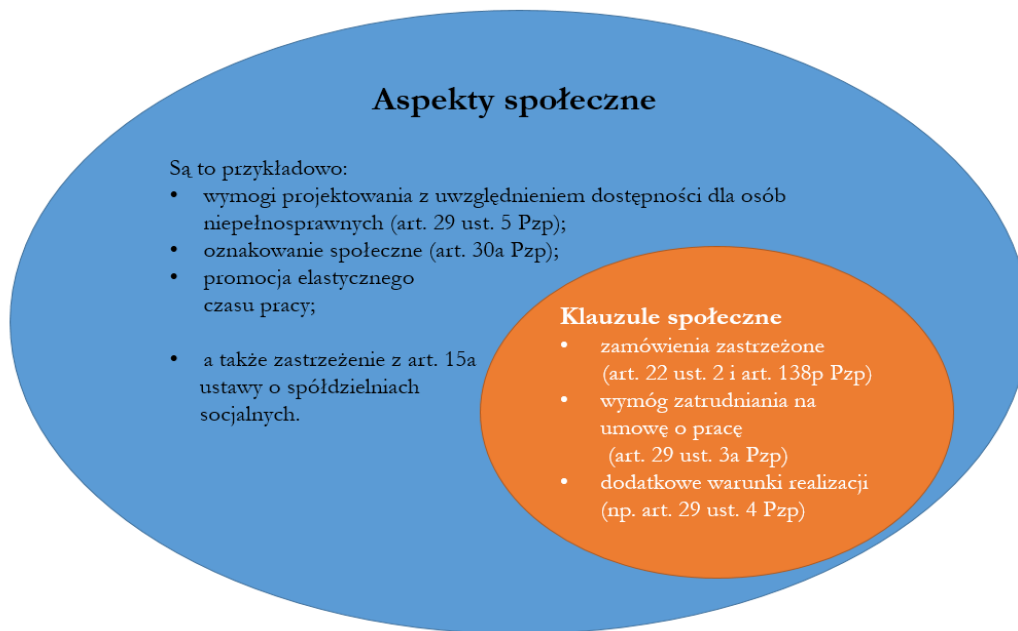 Aspekty społeczne
Są to przykładowo:
• wymogi projektowania z uwzględnieniem dostępności dla osób
niepełnosprawnych (art. 29 ust. 5 Pzp);
• oznakowanie społeczne (art. 30a Pzp);
• promocja elastycznego
czasu pracy;
• a także zastrzeżenie z art. 15a
ustawy o spółdzielniach
socjalnych.
Klauzule społeczne
• zamówienia zastrzeżone
(art. 22 ust. 2 i art. 138p Pzp)
• wymóg zatrudniania na
umowę o pracę
(art. 29 ust. 3a Pzp)
• dodatkowe warunki realizacji
(np. art. 29 ust. 4 Pzp)